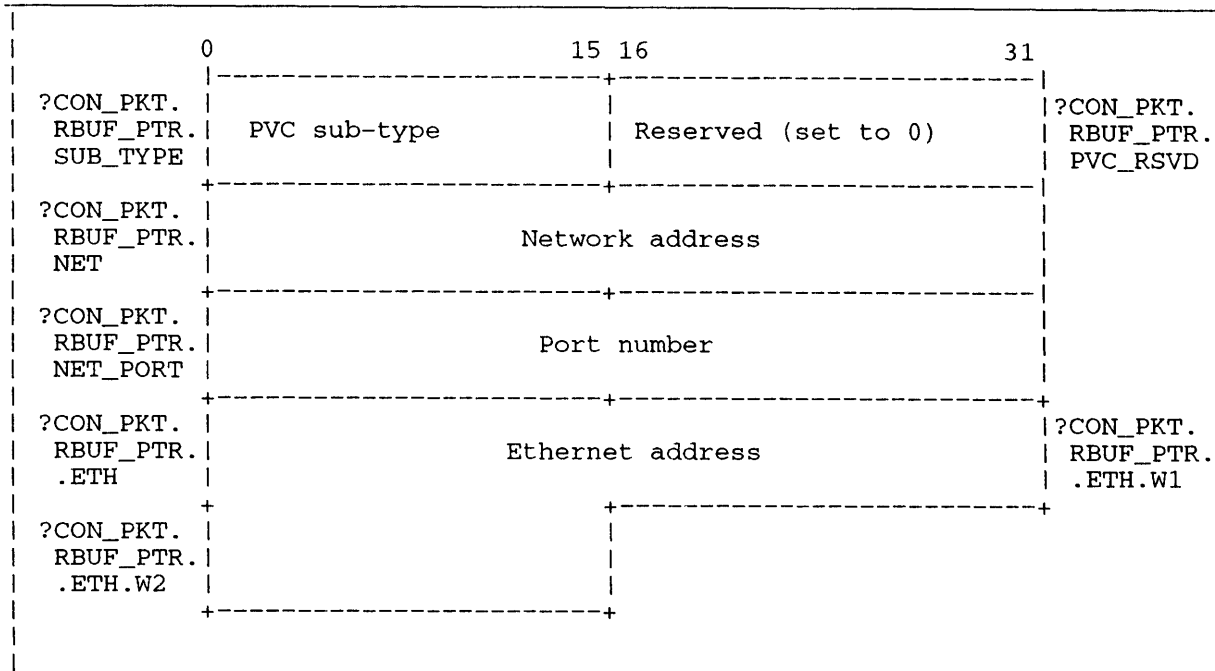 0 15 16 31
?CON_PKT. ?CON_PKT.
RBUF_PTR. PVC sub-type Reserved (set to 0) RBUF_PTR.
SUB_TYPE PVC_RSVD
?CON_PKT.
RBUF_PTR. Network address
NET
?CON_PKT.
RBUF_PTR. Port number
NET_PORT
?CON_PKT. ?CON_PKT.
RBUF_PTR. Ethernet address RBUF_PTR.
.ETH .ETH.W1
?CON_PKT.
RBUF_PTR.
.ETH.W2